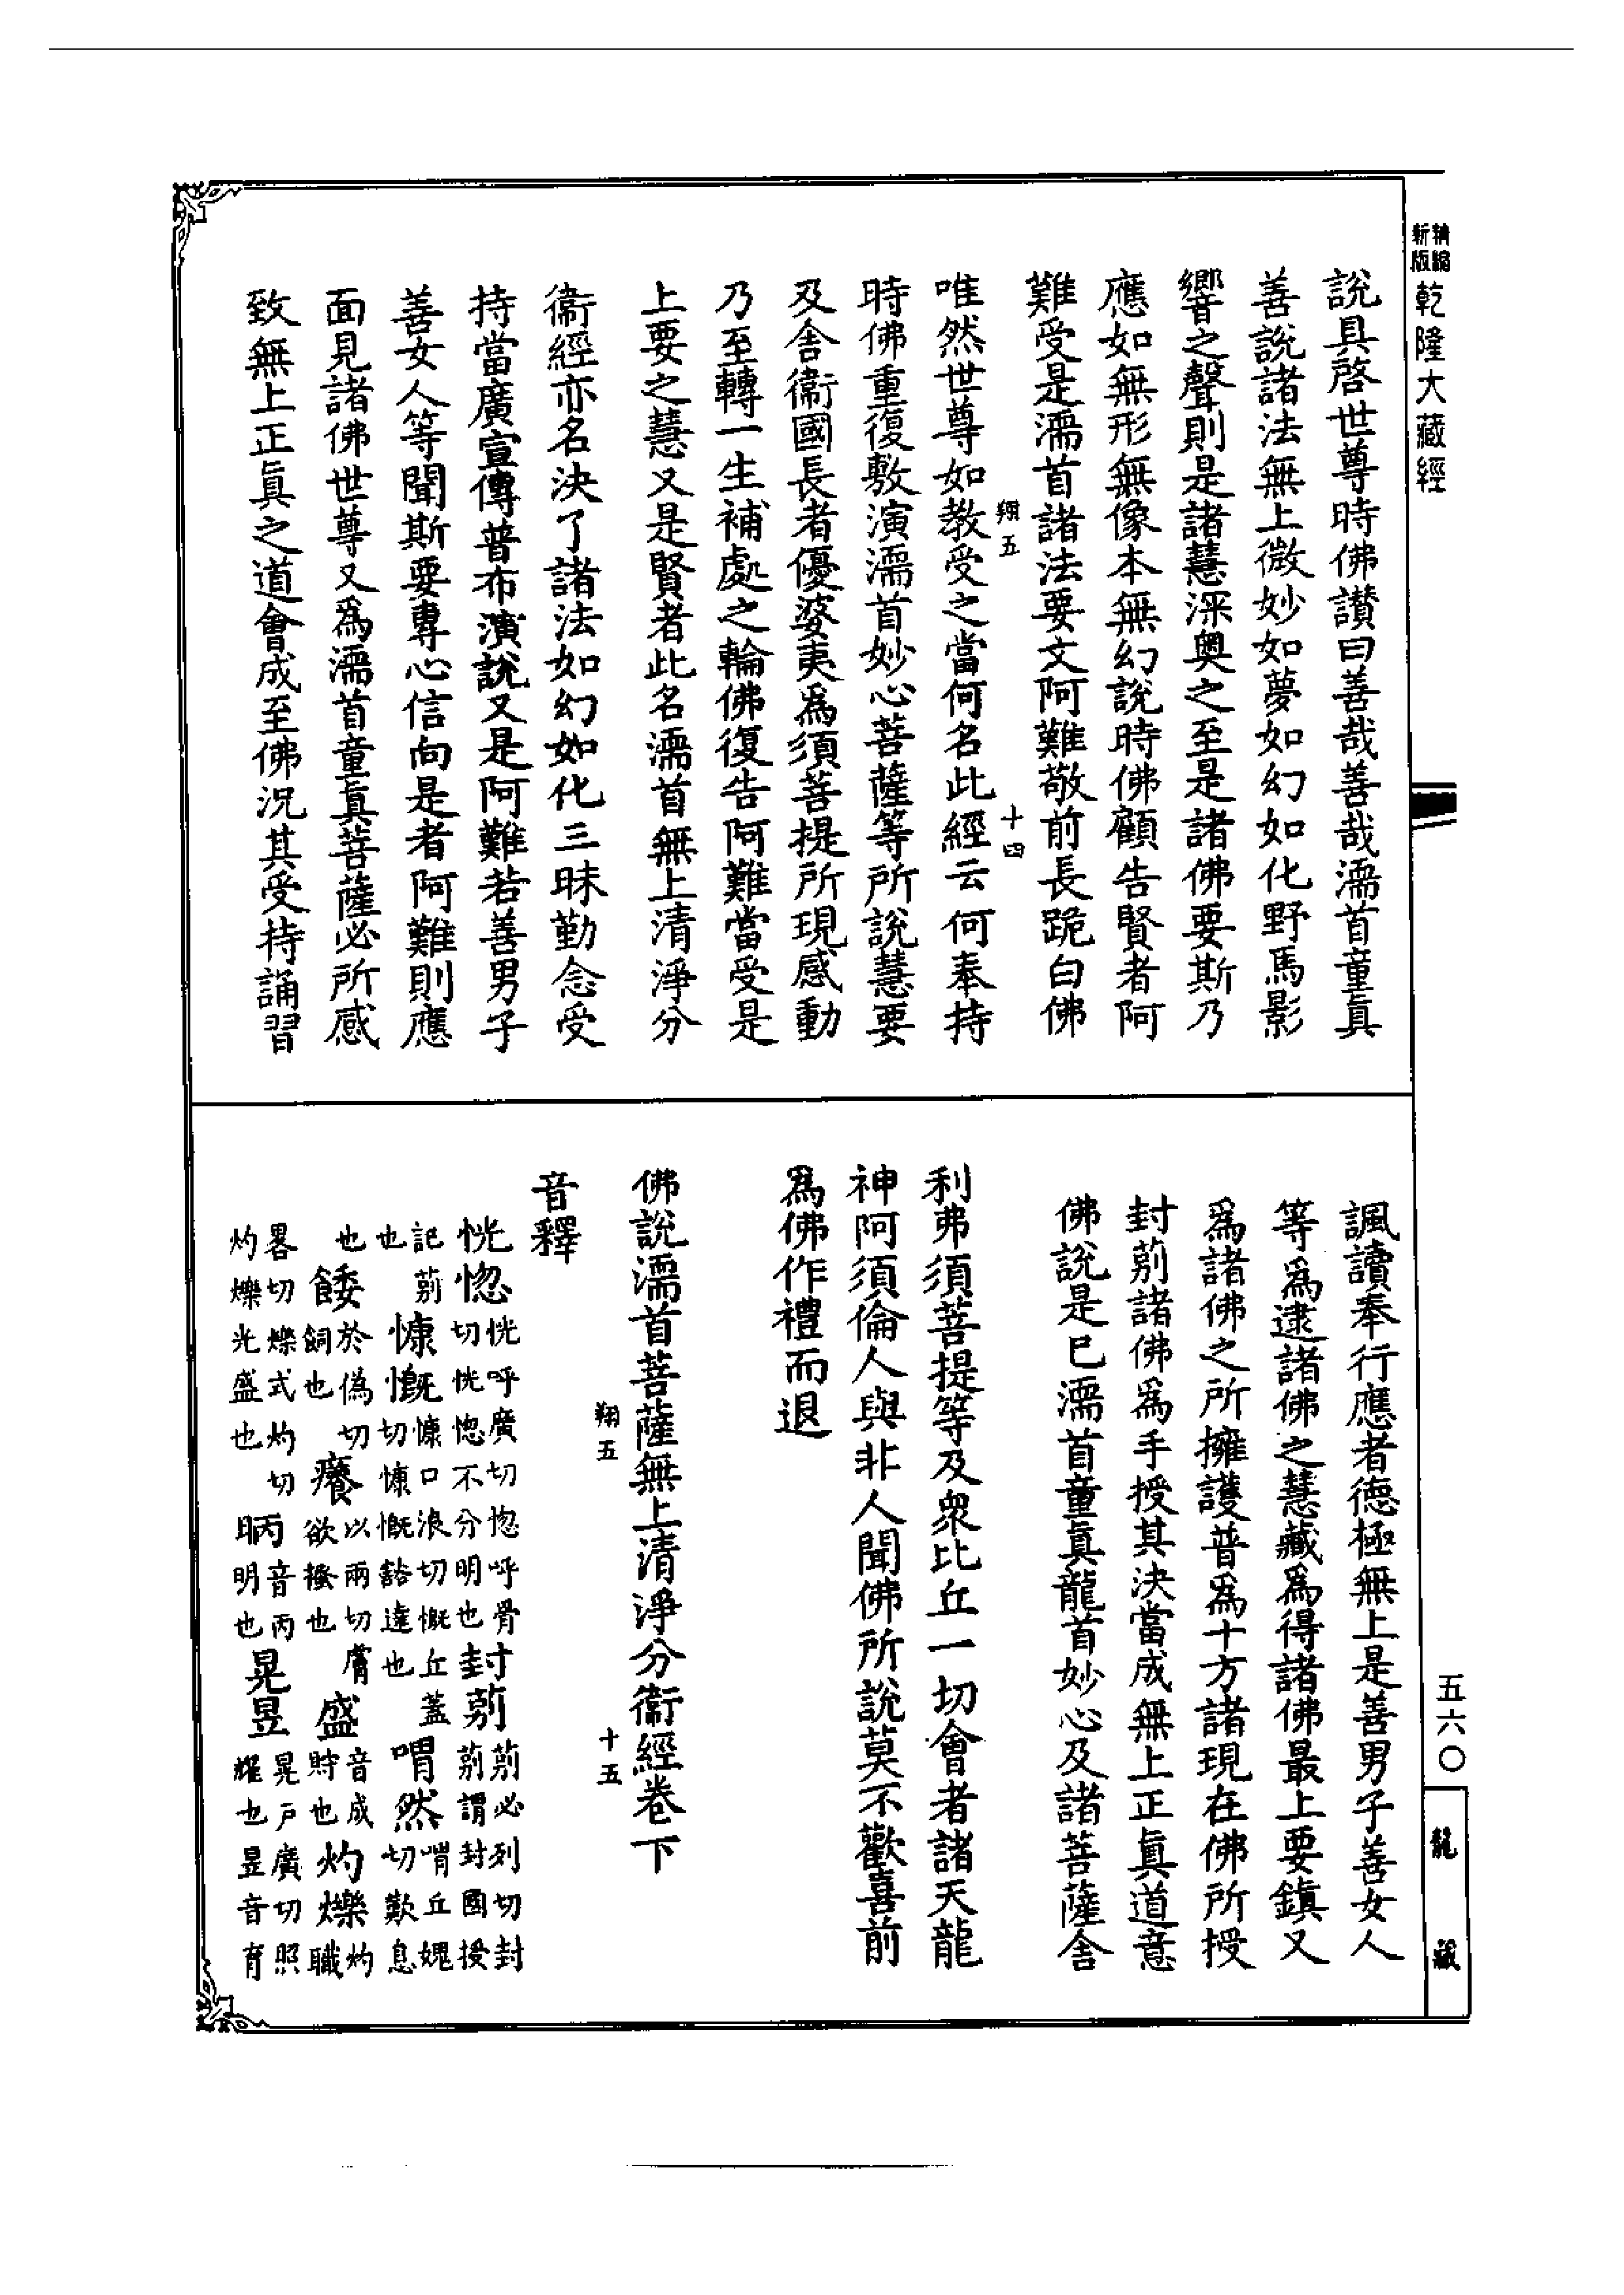 精縮
新版
乾隆大藏經
說具啓世尊時佛讃曰善哉善哉濡首童眞
善說諸法無上微妙如夢如幻如化野馬影
響之聲則是諸慧深奧之至是諸佛要斯乃
應如無形無像本無幻說時佛顧告賢者阿
難受是濡首諸法要文阿難敬前長跪白佛
翔五
十四
唯然世尊如教受之當何名此經云何奉持
時佛重復敷演濡首妙心菩薩等所說慧要
及舍衞國長者優婆夷爲須菩提所現感動
乃至轉一生補處之輪佛復告阿難當受是
上要之慧又是賢者此名濡首無上清淨分
衞經亦名決了諸法如幻如化三昧勤念受
持當廣宣傳普布演說又是阿難若善男子
善女人等聞斯要專心信向是者阿難則應
面見諸佛世尊又爲濡首童眞菩薩必所感
致無上正眞之道會成至佛況其受持誦習
諷讀奉行應者德極無上是善男子善女人
等爲逮諸佛之慧藏爲得諸佛最上要鎭又
爲諸佛之所擁護普爲十方諸現在佛所授
封莂諸佛爲手授其決當成無上正眞道意
佛說是巳濡首童眞龍首妙心及諸菩薩舍
利弗須菩提等及衆比丘一切會者諸天龍
神阿須倫人與非人聞佛所說莫不歡喜前
爲佛作禮而退
佛說濡首菩薩無上清淨分衞經卷下
翔五
十五
音釋
恍惚恍呼廣切惚呼骨切恍惚不分明也封莂莂必列切封莂謂封國授
記莂也慷慨慷口浪切慨丘蓋切慷慨豁達也喟然喟丘媿切歎息
也餧於僞切餇也癢以兩切膚欲搔也盛音成貯也灼爍灼職
畧切爍式灼切灼爍光盛也昞音丙明也晃昱晃戸廣切照耀也昱音育
五六〇
龍藏